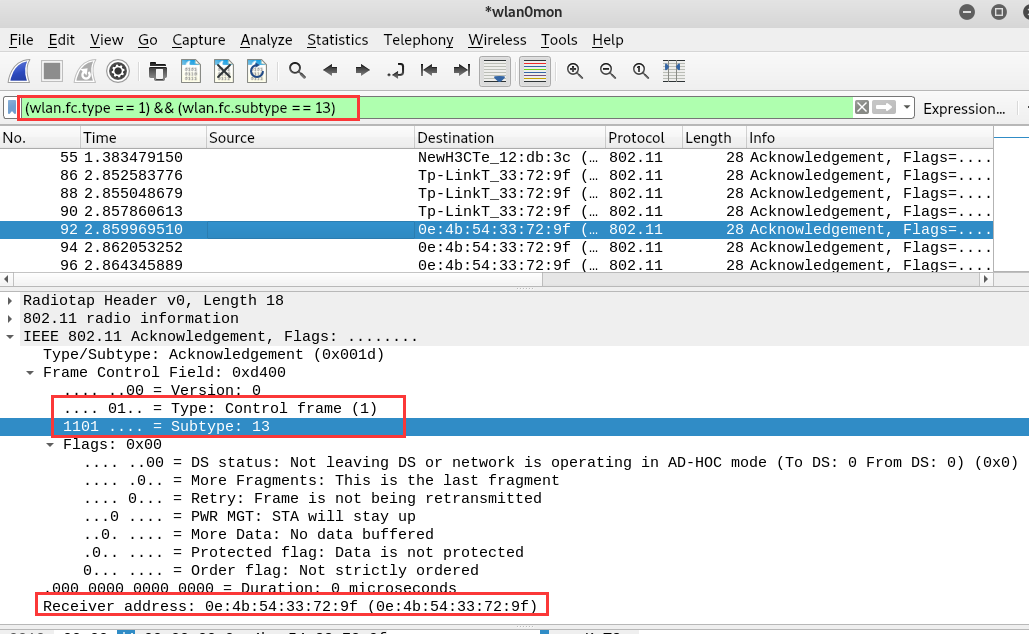 *wlan0mon
File Edit View Go Capture Analyze Statistics Telephony Wireless Tools Help
(wlan.fc.type == 1) && (wlan.fc.subtype == 13) Expression...
No. Time Source Destination Protocol Length Info
55 1.383479150 NewH3CTe_12:db:3c (… 802.11 28 Acknowledgement, Flags=....
86 2.852583776 Tp-LinkT_33:72:9f (… 802.11 28 Acknowledgement, Flags=....
88 2.855048679 Tp-LinkT_33:72:9f (… 802.11 28 Acknowledgement, Flags=....
90 2.857860613 Tp-LinkT_33:72:9f (… 802.11 28 Acknowledgement, Flags=....
92 2.859969510 0e:4b:54:33:72:9f (… 802.11 28 Acknowledgement, Flags=....
94 2.862053252 0e:4b:54:33:72:9f (… 802.11 28 Acknowledgement, Flags=....
96 2.864345889 0e:4b:54:33:72:9f (… 802.11 28 Acknowledgement, Flags=....
Radiotap Header v0, Length 18
802.11 radio information
IEEE 802.11 Acknowledgement, Flags: ........
Type/Subtype: Acknowledgement (0x001d)
Frame Control Field: 0xd400
.... ..00 = Version: 0
.... 01.. = Type: Control frame (1)
1101 .... = Subtype: 13
Flags: 0x00
.... ..00 = DS status: Not leaving DS or network is operating in AD-HOC mode (To DS: 0 From DS: 0) (0x0)
.... .0.. = More Fragments: This is the last fragment
.... 0... = Retry: Frame is not being retransmitted
...0 .... = PWR MGT: STA will stay up
..0. .... = More Data: No data buffered
.0.. .... = Protected flag: Data is not protected
0... .... = Order flag: Not strictly ordered
.000 0000 0000 0000 = Duration: 0 microseconds
Receiver address: 0e:4b:54:33:72:9f (0e:4b:54:33:72:9f)